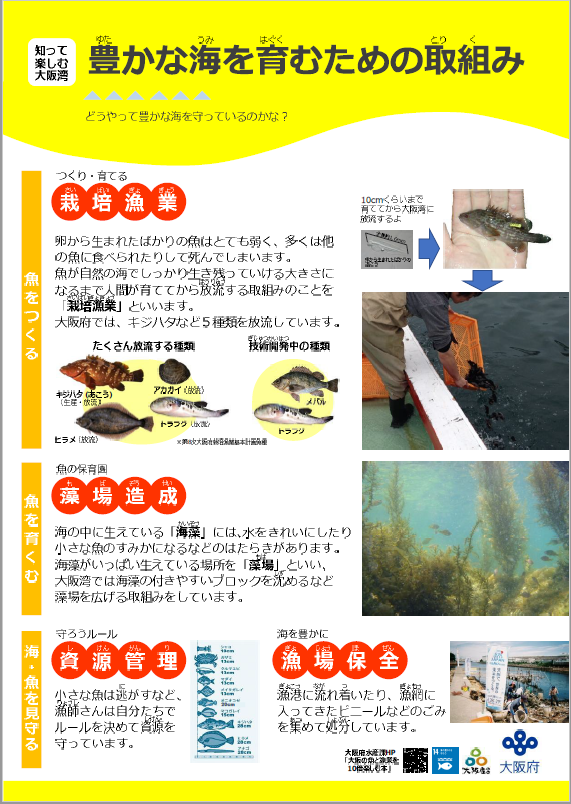 知って
楽しむ
大阪湾
豊かな海を育むための取組み
どうやって豊かな海を守っているのかな？
魚をつくる
つくり・育てる
栽培漁業
卵から生まれたばかりの魚はとても弱く、多くは他
の魚に食べられたりして死んでしまいます。
魚が自然の海でしっかり生き残っていける大きさに
なるまで人間が育ててから放流する取組みのことを
「栽培漁業」といいます。
大阪府では、キジハタなど５種類を放流しています。
10cmくらいまで
育ててから大阪湾に
放流するよ
たくさん放流する種類
キジハタ（あこう）
（生産・放流）
アカガイ（放流）
トラフグ（放流）
ヒラメ（放流）
技術開発中の種類
メバル
トラフグ
魚を育くむ
魚の保育園
藻場造成
海の中に生えている「海藻」には、水をきれいにしたり
小さな魚のすみかになるなどのはたらきがあります。
海藻がいっぱい生えている場所を「藻場」といい、
大阪湾では海藻の付きやすいブロックを沈めるなど
藻場を広げる取組みをしています。
海・魚を見守る
守ろうルール
資源管理
小さな魚は逃がすなど、
漁師さんは自分たちで
ルールを決めて資源を
守っています。
海を豊かに
漁場保全
漁港に流れ着いたり、漁網に
入ってきたビニールなどのごみ
を集めて処分しています。
大阪府水産課HP
「大阪の魚と漁業を
10倍楽しむ本」
大阪府